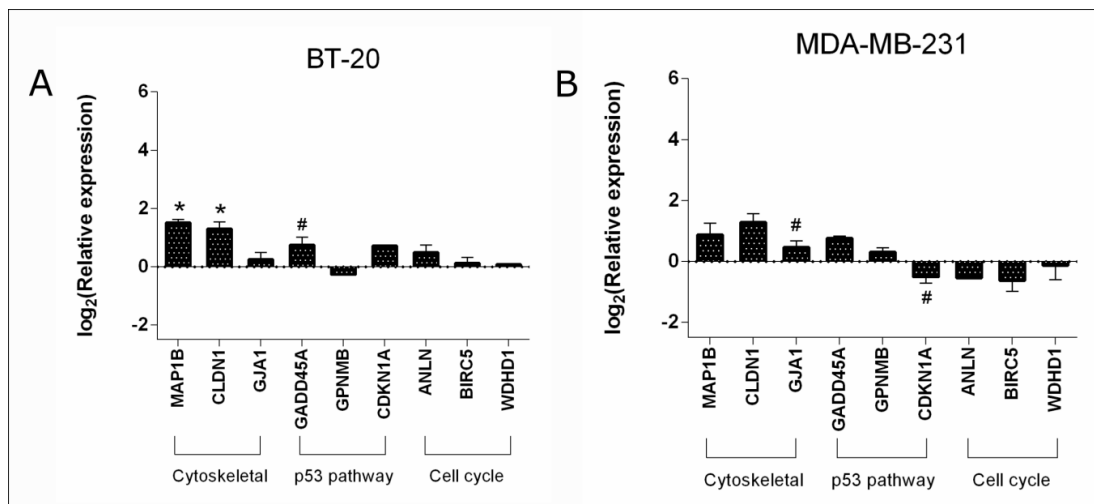 A
BT-20
log2(Relative expression)
6
4
2
0
-2
*
*
#
MAP1B
CLDN1
GJA1
GADD45A
GPNMB
CDKN1A
ANLN
BIRC5
WDHD1
Cytoskeletal
p53 pathway
Cell cycle
B
MDA-MB-231
log2(Relative expression)
6
4
2
0
-2
#
#
MAP1B
CLDN1
GJA1
GADD45A
GPNMB
CDKN1A
ANLN
BIRC5
WDHD1
Cytoskeletal
p53 pathway
Cell cycle